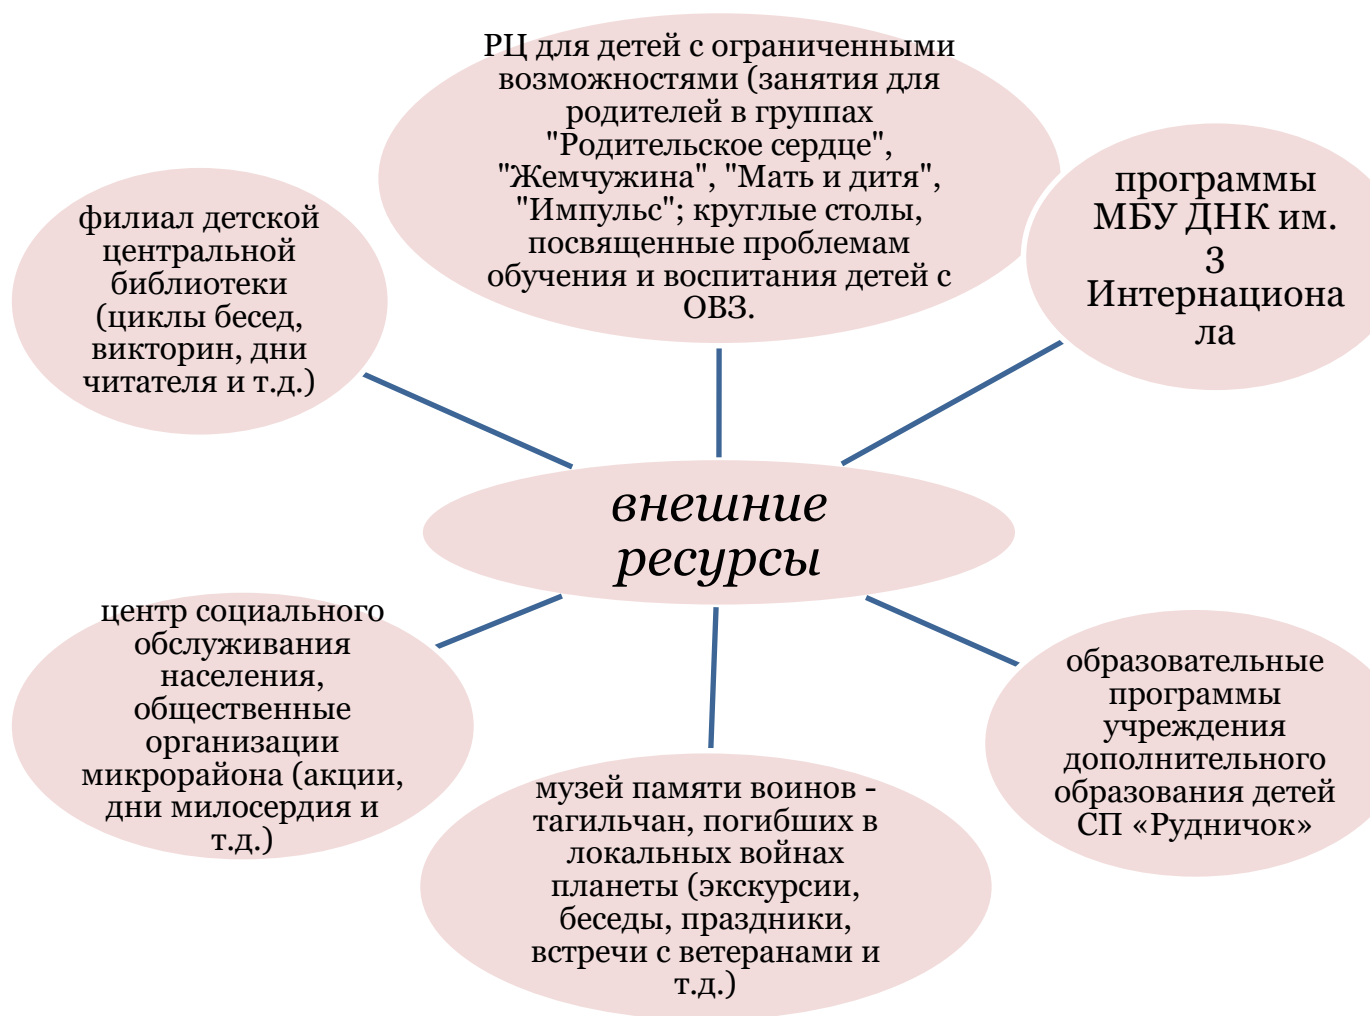 РЦ для детей с ограниченными
возможностями (занятия для
родителей в группах
"Родительское сердце",
"Жемчужина", "Мать и дитя",
"Импульс"; круглые столы,
посвященные проблемам
обучения и воспитания детей с
ОВЗ.
программы
МБУ ДНК им.
3
Интернациона
ла
филиал детской
центральной
библиотеки
(циклы бесед,
викторин, дни
читателя и т.д.)
внешние
ресурсы
центр социального
обслуживания
населения,
общественные
организации
микрорайона (акции,
дни милосердия и
т.д.)
музей памяти воинов -
тагильчан, погибших в
локальных войнах
планеты (экскурсии,
беседы, праздники,
встречи с ветеранами и
т.д.)
образовательные
программы
учреждения
дополнительного
образования детей
СП «Рудничок»